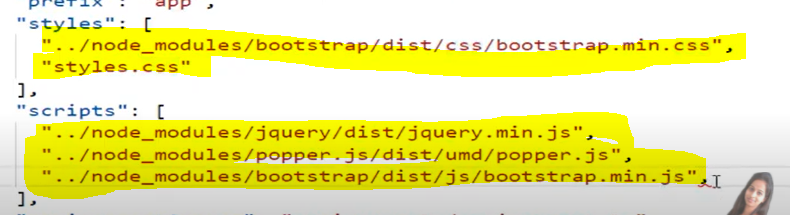 "prefix": "app",
"styles": [
"../node_modules/bootstrap/dist/css/bootstrap.min.css",
"styles.css"
],
"scripts": [
"../node_modules/jquery/dist/jquery.min.js",
"../node_modules/popper.js/dist/umd/popper.js",
"../node_modules/bootstrap/dist/js/bootstrap.min.js",
],